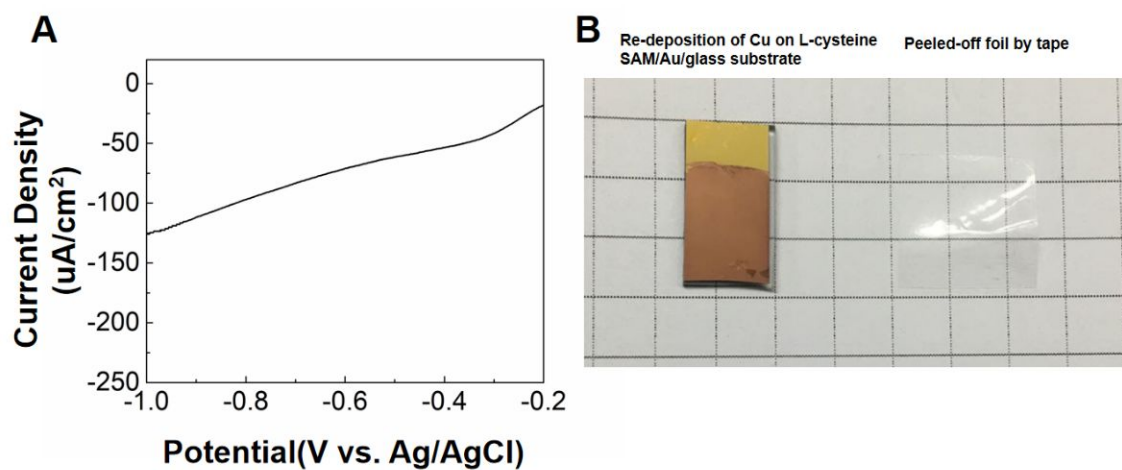 A
Current Density
(uA/cm²)
0
-50
-100
-150
-200
-250
-1.0 -0.8 -0.6 -0.4 -0.2
Potential(V vs. Ag/AgCl)
B
Re-deposition of Cu on L-cysteine
SAM/Au/glass substrate
Peeled-off foil by tape